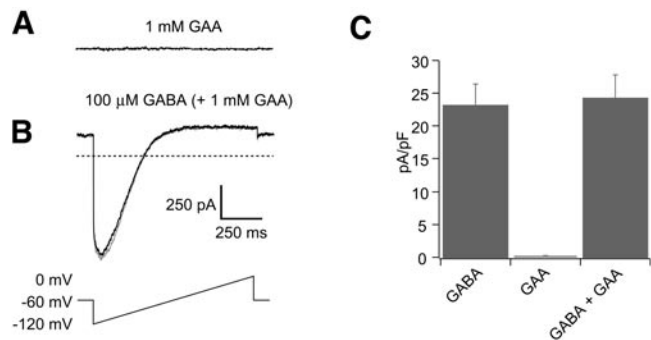 A
1 mM GAA
100 μM GABA (+ 1 mM GAA)
B
250 pA
250 ms
0 mV
-60 mV
-120 mV
C
pA/pF
30
25
20
15
10
5
0
GABA
GAA
GABA + GAA